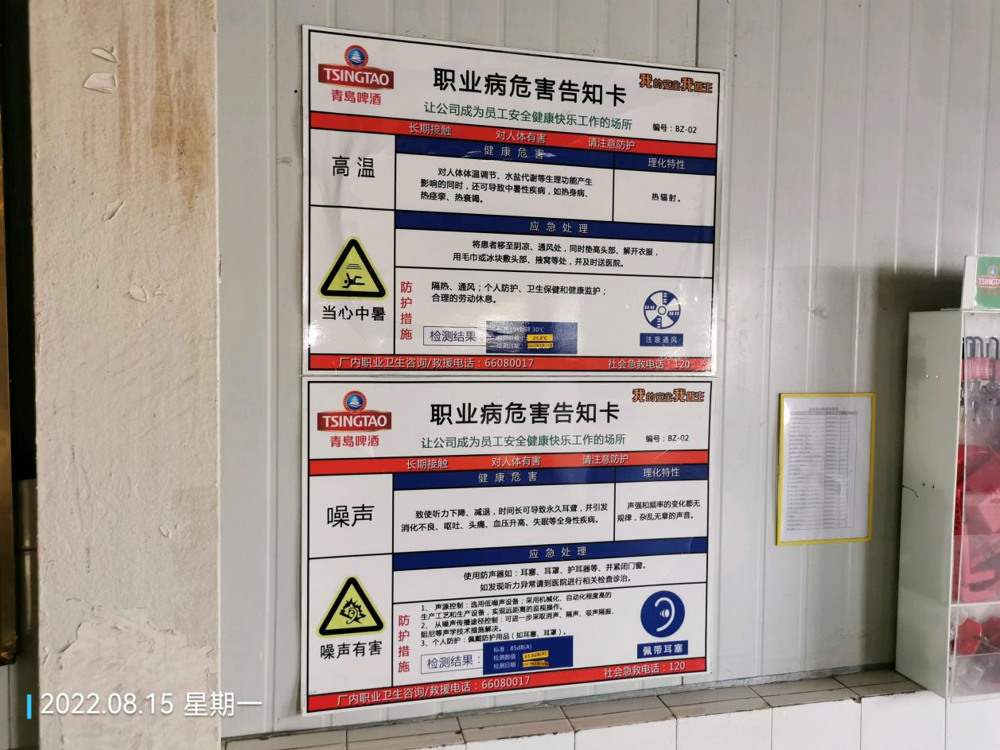 TSINGTAO
青岛啤酒
职业病危害告知卡
我的安全我做主
让公司成为员工安全健康快乐工作的场所
编号：BZ-02
长期接触 对人体有害 请注意防护
高温
健康危害
理化特性
对人体体温调节、水盐代谢等生理功能产生
影响的同时，还可导致中暑性疾病，如热身病、
热痉挛、热衰竭。
热辐射。
应急处理
将患者移至阴凉、通风处，同时垫高头部、解开衣服，
用毛巾或冰块敷头部、掖窝等处，并及时送医院。
当心中暑
防护措施
隔热、通风；个人防护、卫生保健和健康监护；
合理的劳动休息。
检测结果：
WBGT 30℃
检测数值：25.8℃
检测日期：
注意通风
厂内职业卫生咨询/救援电话：66080017
社会急救电话：120
TSINGTAO
青岛啤酒
职业病危害告知卡
我的安全我做主
让公司成为员工安全健康快乐工作的场所
编号：BZ-02
长期接触 对人体有害 请注意防护
噪声
健康危害
理化特性
致使听力下降、减退，时间长可导致永久耳聋，并引发
消化不良、呕吐、头痛、血压升高、失眠等全身性疾病。
声强和频率的变化都无
规律，杂乱无章的声音。
应急处理
使用防声器如：耳塞、耳罩、护耳器等、并紧闭门窗。
如发现听力异常请到医院进行相关检查诊治。
噪声有害
防护措施
1、 声源控制：选用低噪声设备；采用机械化、自动化程度高的
生产工艺和生产设备，实现远距离的监视操作。
2、 从噪声传播途径控制：可进一步采取消声、隔声、吸声隔振、
阻尼等声学技术措施解决。
3、个人防护：佩戴防护用品（如耳塞、耳罩）。
检测结果：
标准：85dB(A)
检测数值：83.8dB(A)
检测日期：
佩带耳塞
厂内职业卫生咨询/救援电话：66080017
社会急救电话：120
TSINGTA
2022.08.15 星期一